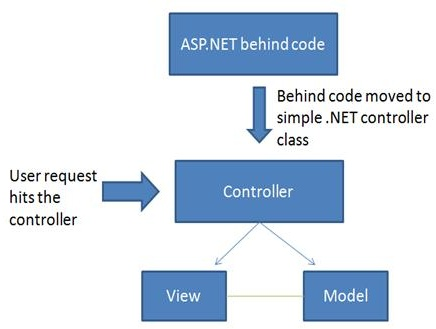 ASP.NET behind code
Behind code moved to
simple .NET controller
class
User request
hits the
controller
Controller
View
Model